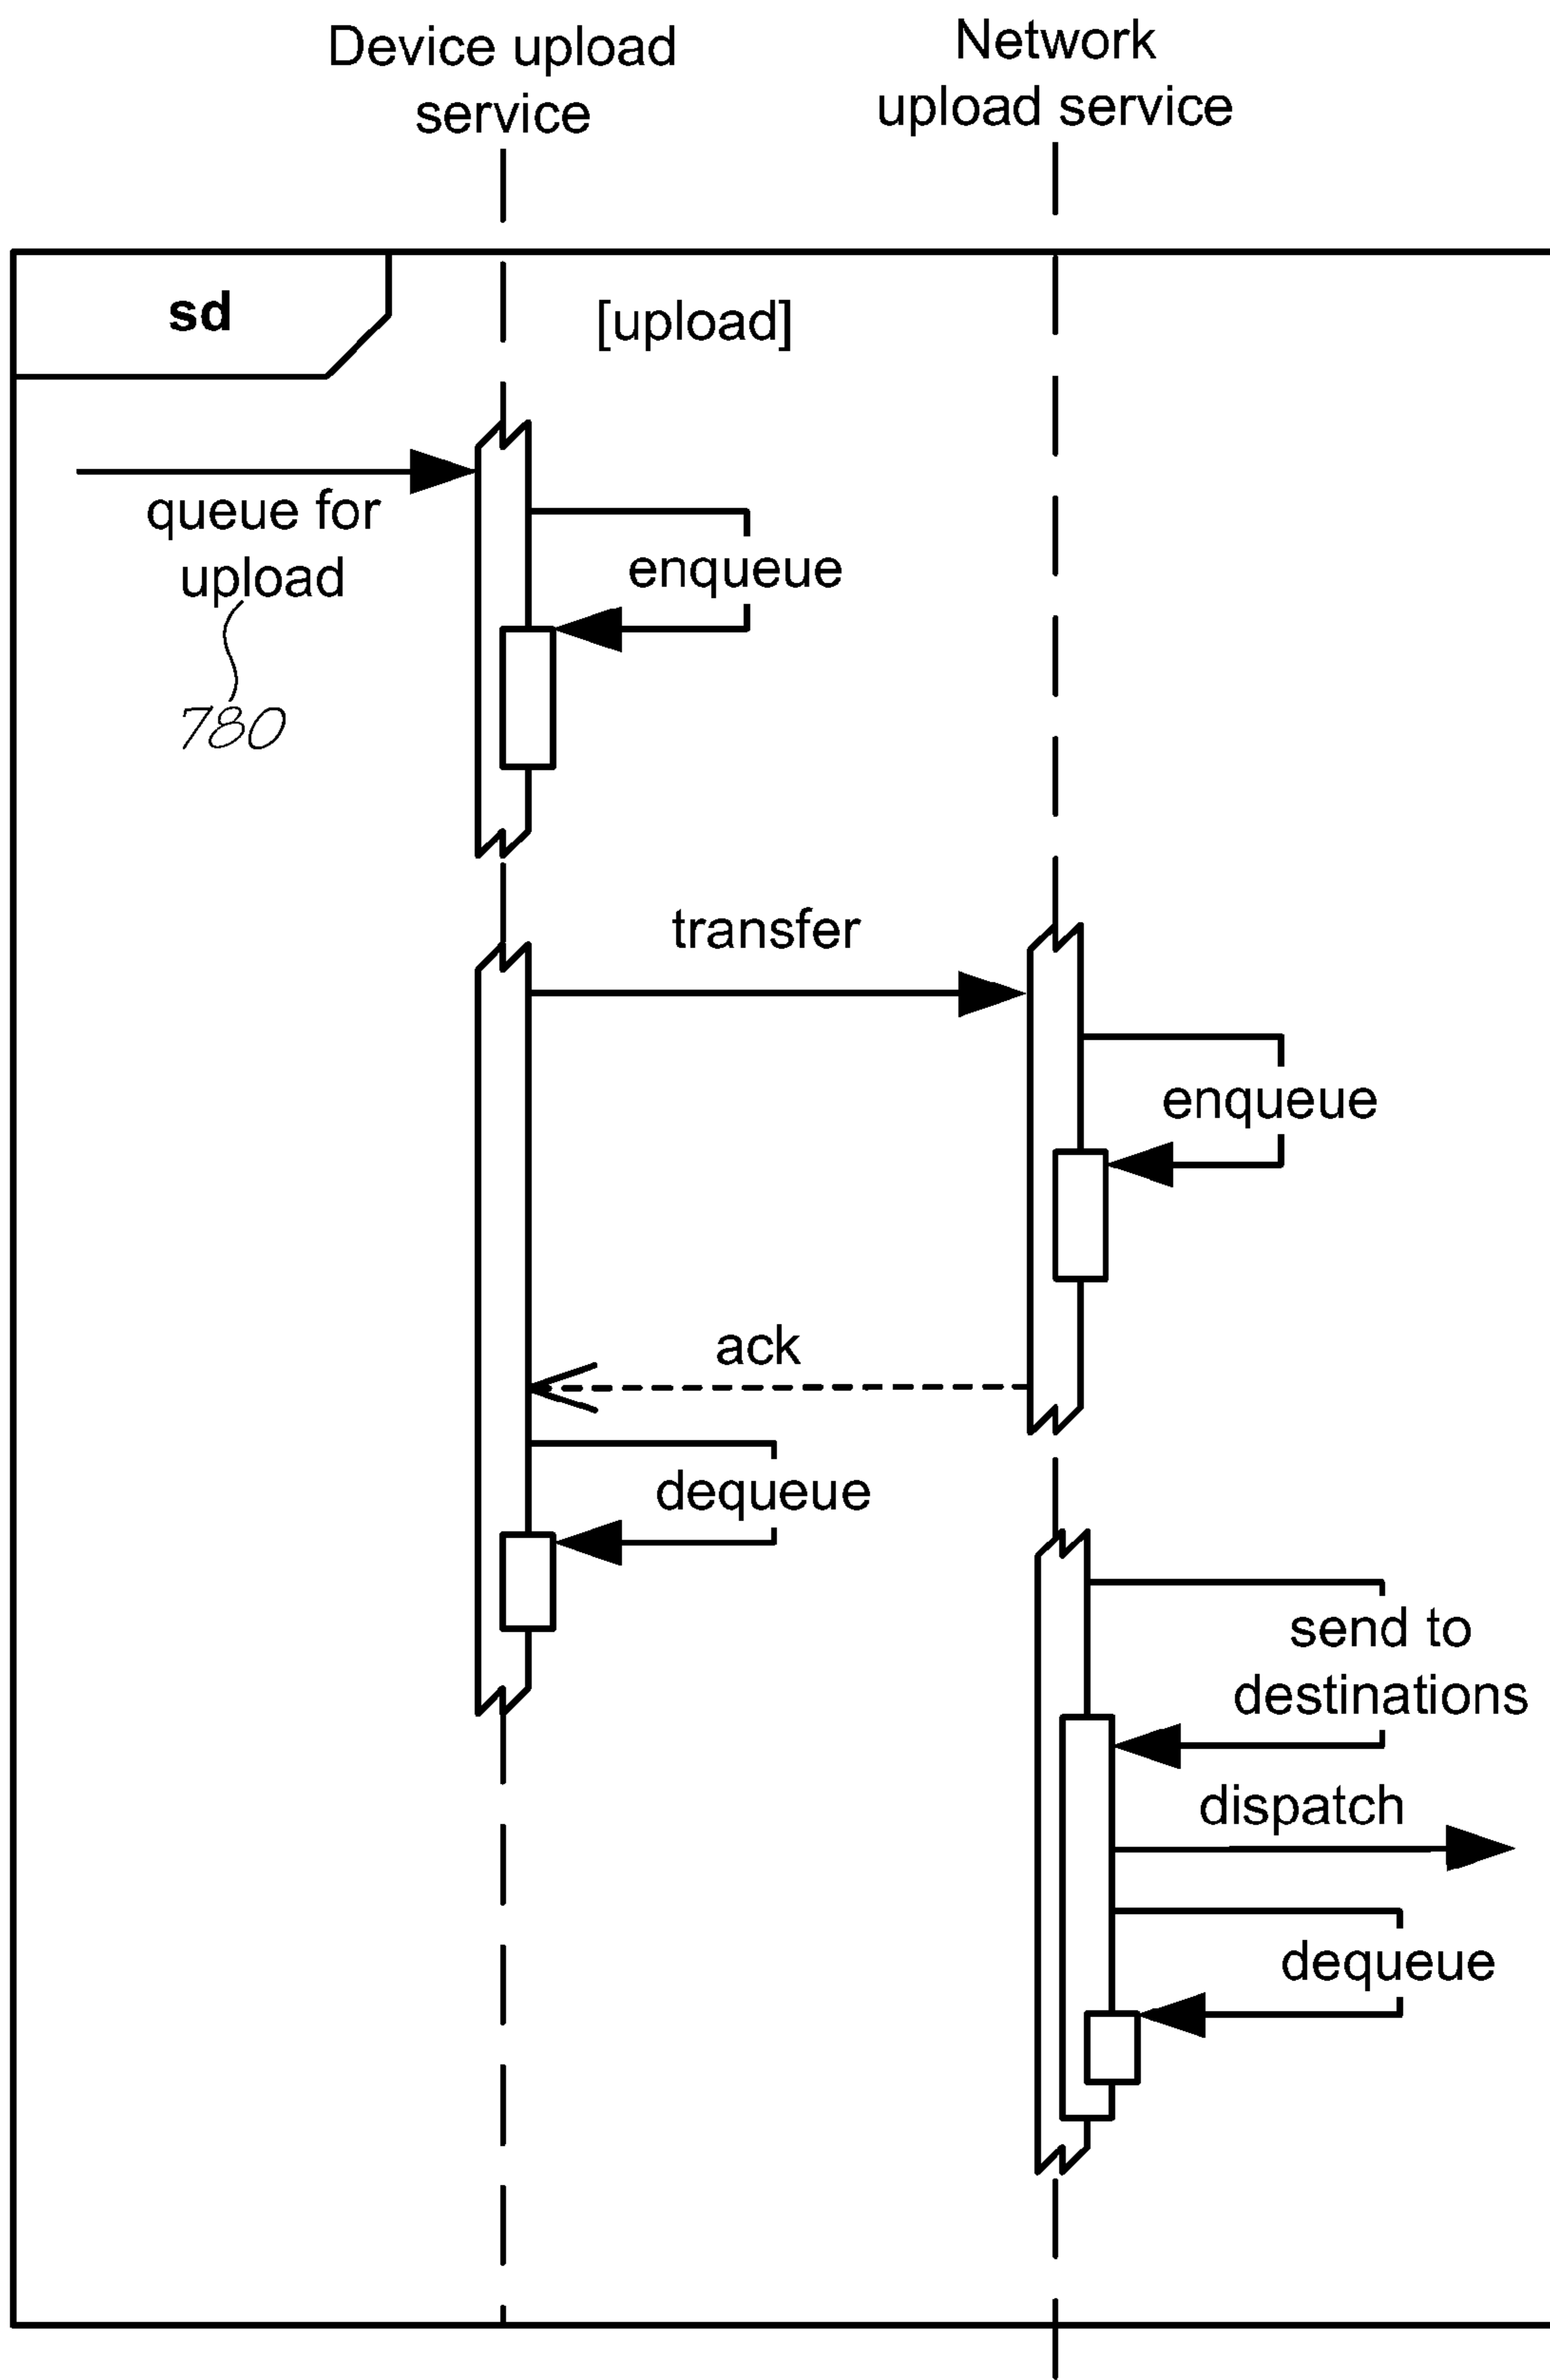 Device upload
service
Network
upload service
sd
[upload]
queue for
upload
enqueue
780
transfer
enqueue
ack
dequeue
send to
destinations
dispatch
dequeue